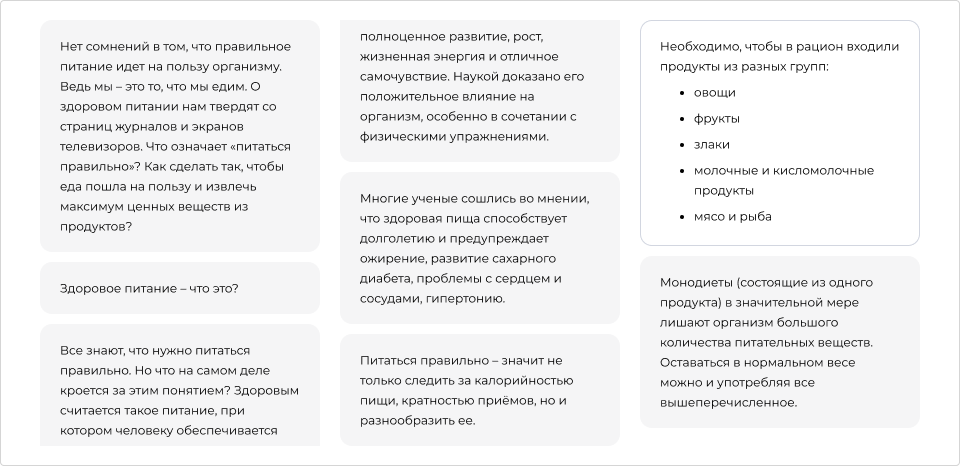 Нет сомнений в том, что правильное
питание идет на пользу организму.
Ведь мы – это то, что мы едим. О
здоровом питании нам твердят со
страниц журналов и экранов
телевизоров. Что означает «питаться
правильно»? Как сделать так, чтобы
еда пошла на пользу и извлечь
максимум ценных веществ из
продуктов?
Здоровое питание – что это?
Все знают, что нужно питаться
правильно. Но что на самом деле
кроется за этим понятием? Здоровым
считается такое питание, при
котором человеку обеспечивается
полноценное развитие, рост,
жизненная энергия и отличное
самочувствие. Наукой доказано его
положительное влияние на
организм, особенно в сочетании с
физическими упражнениями.
Многие ученые сошлись во мнении,
что здоровая пища способствует
долголетию и предупреждает
ожирение, развитие сахарного
диабета, проблемы с сердцем и
сосудами, гипертонию.
Питаться правильно – значит не
только следить за калорийностью
пищи, кратностью приёмов, но и
разнообразить ее.
Необходимо, чтобы в рацион входили
продукты из разных групп:
• овощи
• фрукты
• злаки
• молочные и кисломолочные
продукты
• мясо и рыба
Монодиеты (состоящие из одного
продукта) в значительной мере
лишают организм большого
количества питательных веществ.
Оставаться в нормальном весе
можно и употребляя все
вышеперечисленное.